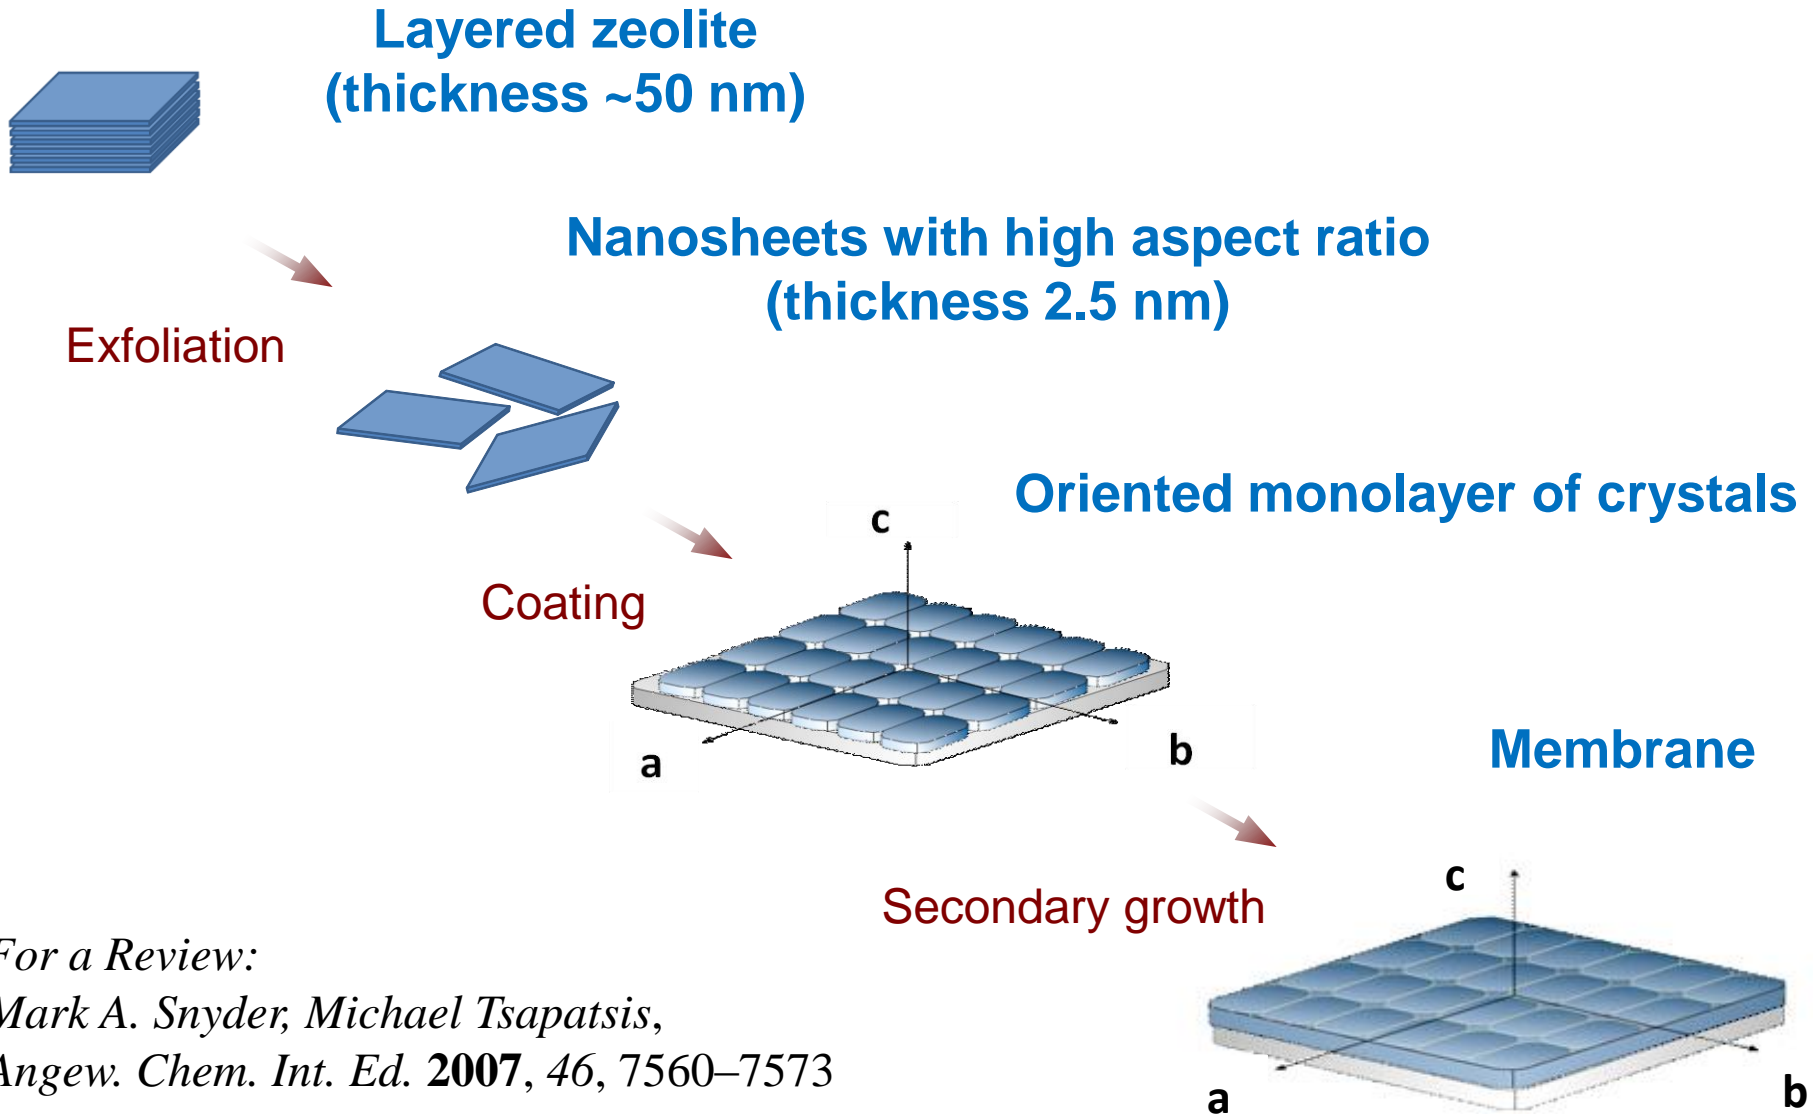 Layered zeolite
(thickness ~50 nm)
Nanosheets with high aspect ratio
(thickness 2.5 nm)
Exfoliation
Oriented monolayer of crystals
c
Coating
a
b
Membrane
Secondary growth
c
a
b
For a Review:
Mark A. Snyder, Michael Tsapatsis,
Angew. Chem. Int. Ed. 2007, 46, 7560–7573